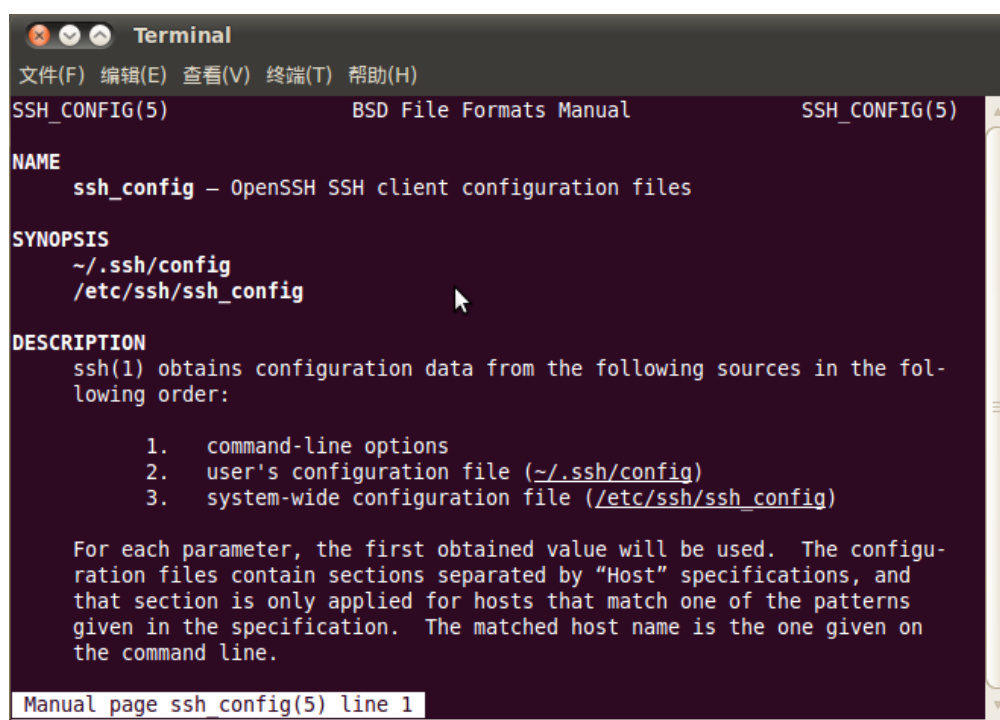 Terminal
文件(F) 编辑(E) 查看(V) 终端(T) 帮助(H)
SSH_CONFIG(5) BSD File Formats Manual SSH_CONFIG(5)
NAME
ssh_config — OpenSSH SSH client configuration files
SYNOPSIS
~/.ssh/config
/etc/ssh/ssh_config
DESCRIPTION
ssh(1) obtains configuration data from the following sources in the fol-
lowing order:
1. command-line options
2. user's configuration file (~/.ssh/config)
3. system-wide configuration file (/etc/ssh/ssh_config)
For each parameter, the first obtained value will be used. The configu-
ration files contain sections separated by “Host” specifications, and
that section is only applied for hosts that match one of the patterns
given in the specification. The matched host name is the one given on
the command line.
Manual page ssh_config(5) line 1